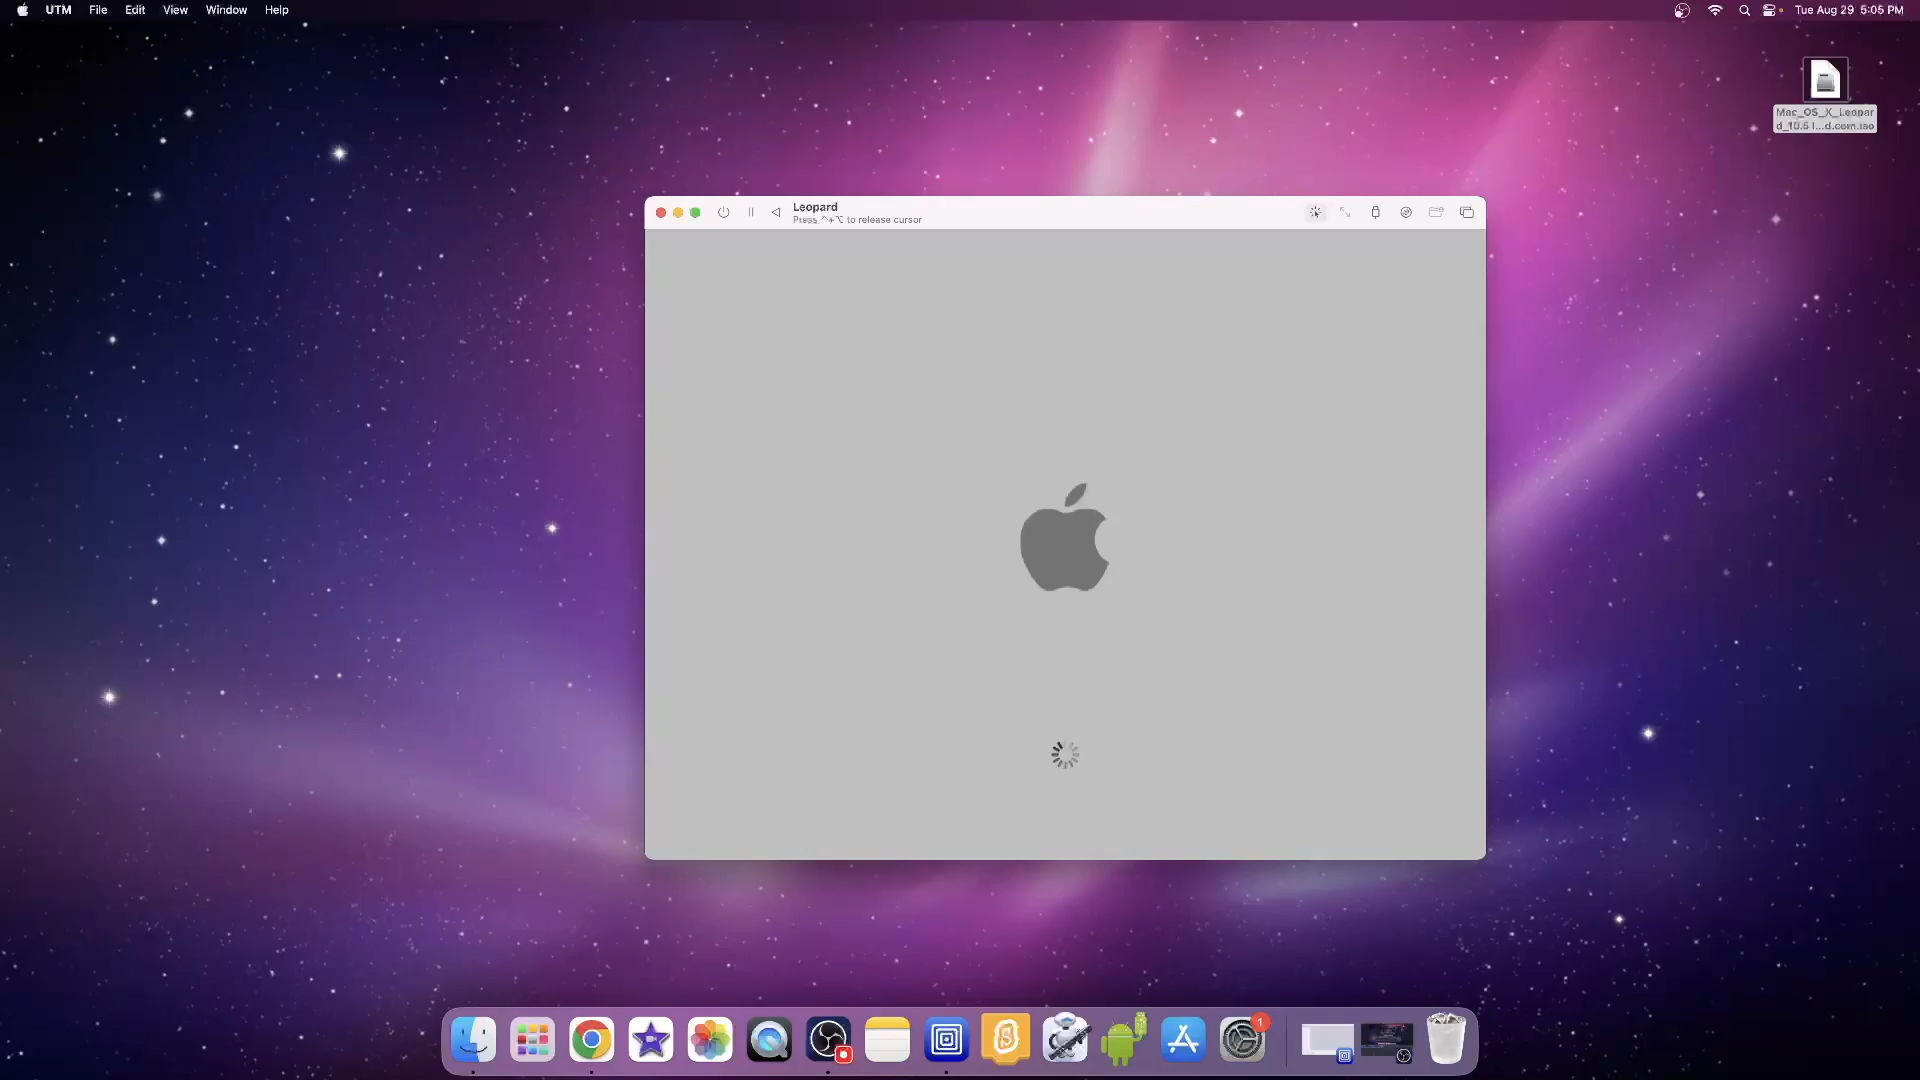 UTM File Edit View Window Help Tue Aug 29 5:05 PM
Mac_OS_X_Leopar
d_10.5 I...d.com.iso
Leopard
Press ⌃+⌥ to release cursor
1